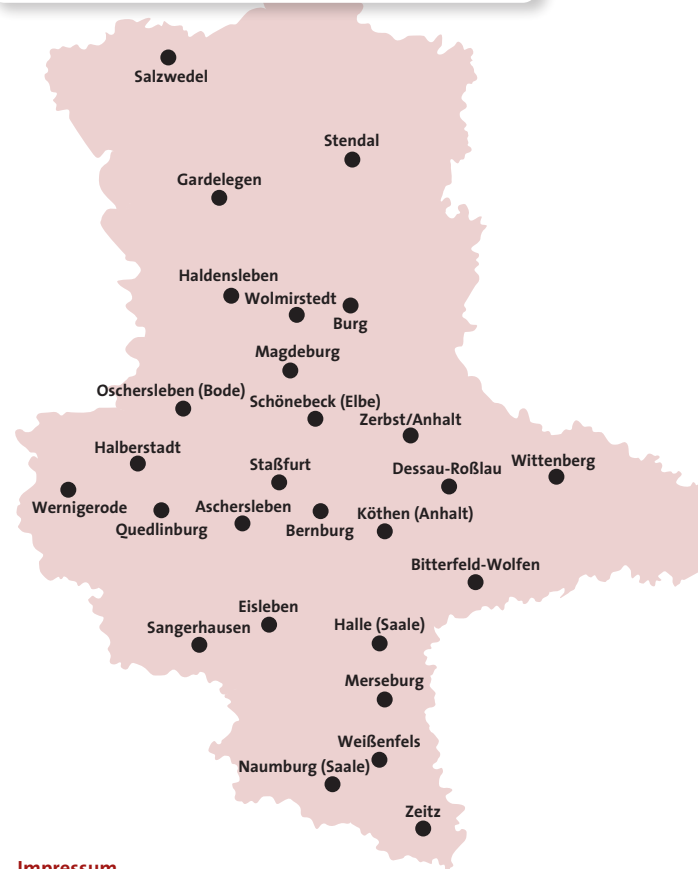 Salzwedel
Stendal
Gardelegen
Haldensleben
Wolmirstedt
Burg
Magdeburg
Oschersleben (Bode)
Schönebeck (Elbe)
Zerbst/Anhalt
Halberstadt
Staßfurt
Dessau-Roßlau
Wittenberg
Wernigerode
Quedlinburg
Aschersleben
Bernburg
Köthen (Anhalt)
Bitterfeld-Wolfen
Eisleben
Sangerhausen
Halle (Saale)
Merseburg
Weißenfels
Naumburg (Saale)
Zeitz
Impressum